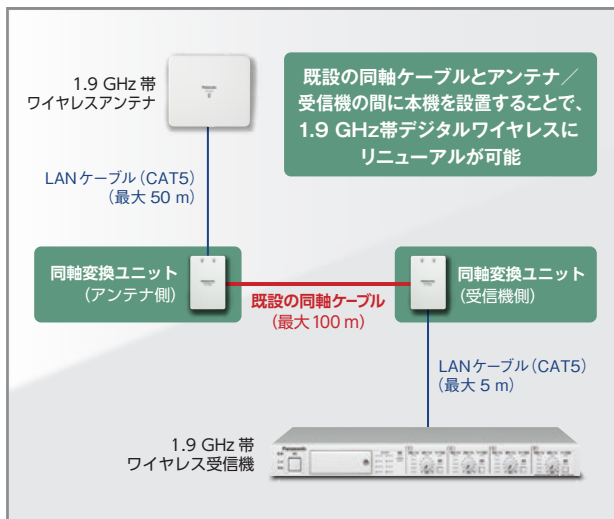 1.9 GHz 帯
ワイヤレスアンテナ
Panasonic
既設の同軸ケーブルとアンテナ／
受信機の間に本機を設置することで、
1.9 GHz帯デジタルワイヤレスに
リニューアルが可能
LANケーブル（CAT5）
（最大 50 m）
同軸変換ユニット
（アンテナ側）
既設の同軸ケーブル
（最大 100 m）
同軸変換ユニット
（受信機側）
LANケーブル（CAT5）
（最大 5 m）
1.9 GHz 帯
ワイヤレス受信機
Panasonic